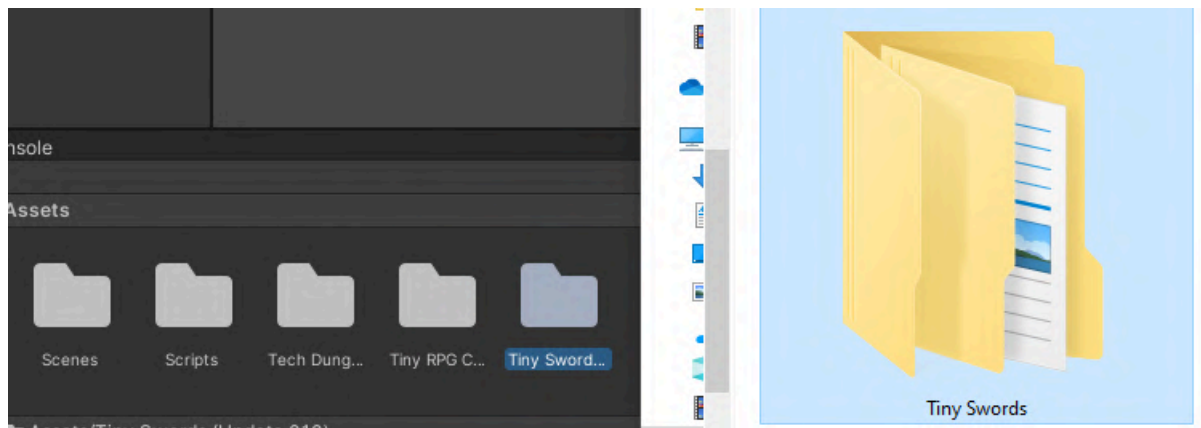 nsole
Assets
Scenes
Scripts
Tech Dung...
Tiny RPG C...
Tiny Sword...
Tiny Swords